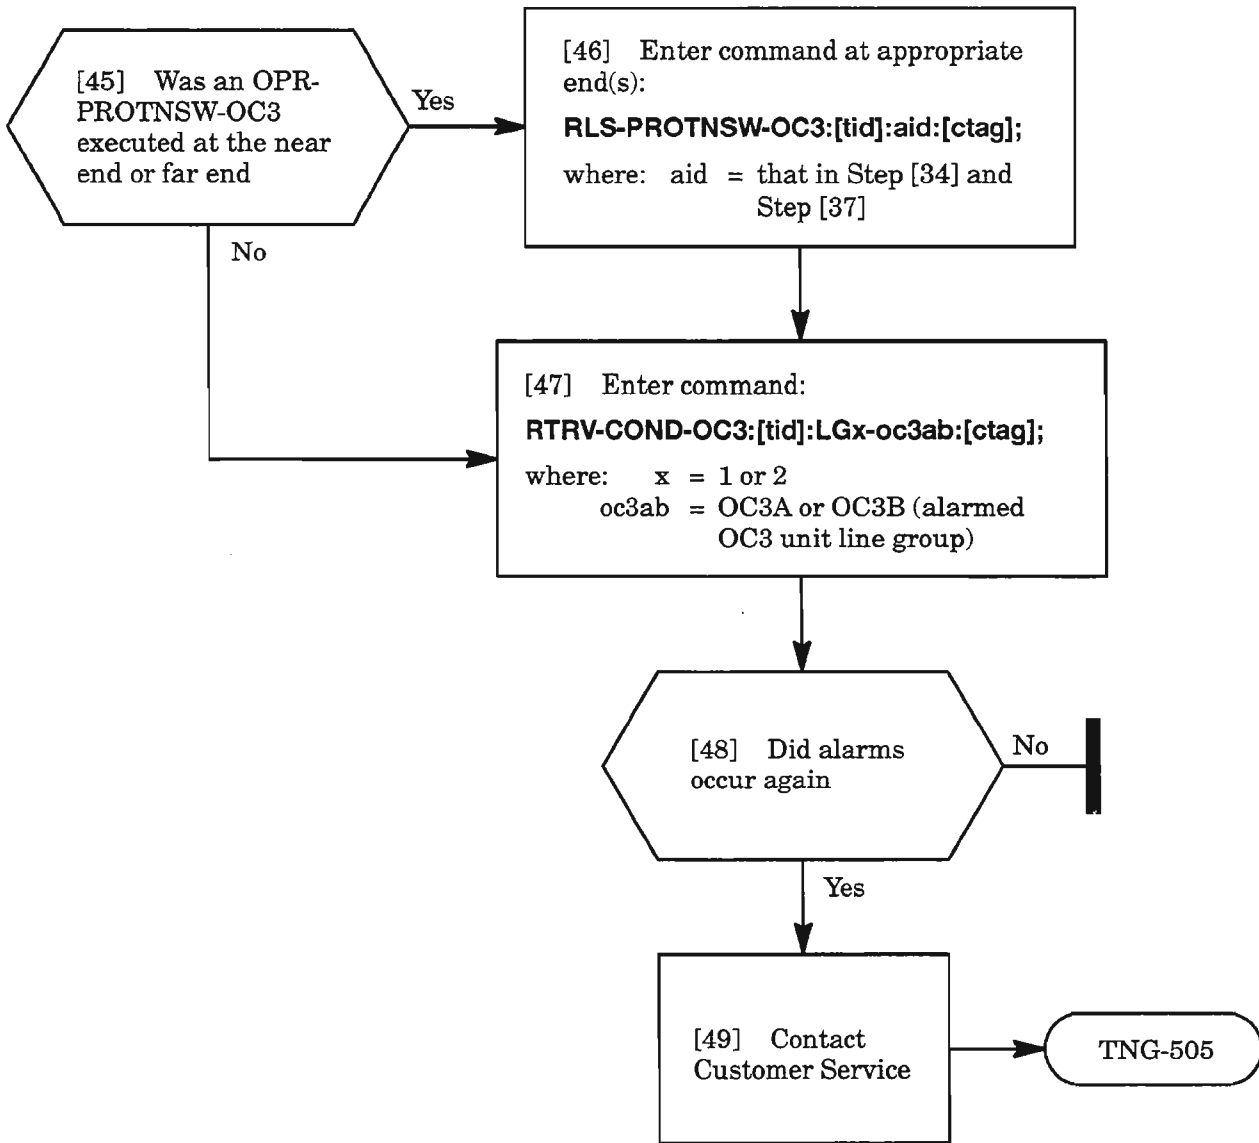 [45] Was an OPR-
PROTNSW-OC3
executed at the near
end or far end
Yes
No
[46] Enter command at appropriate
end(s):
RLS-PROTNSW-OC3:[tid]:aid:[ctag];
where: aid = that in Step [34] and
Step [37]
[47] Enter command:
RTRV-COND-OC3:[tid]:LGx-oc3ab:[ctag];
where: x = 1 or 2
oc3ab = OC3A or OC3B (alarmed
OC3 unit line group)
[48] Did alarms
occur again
No
Yes
[49] Contact
Customer Service
TNG-505